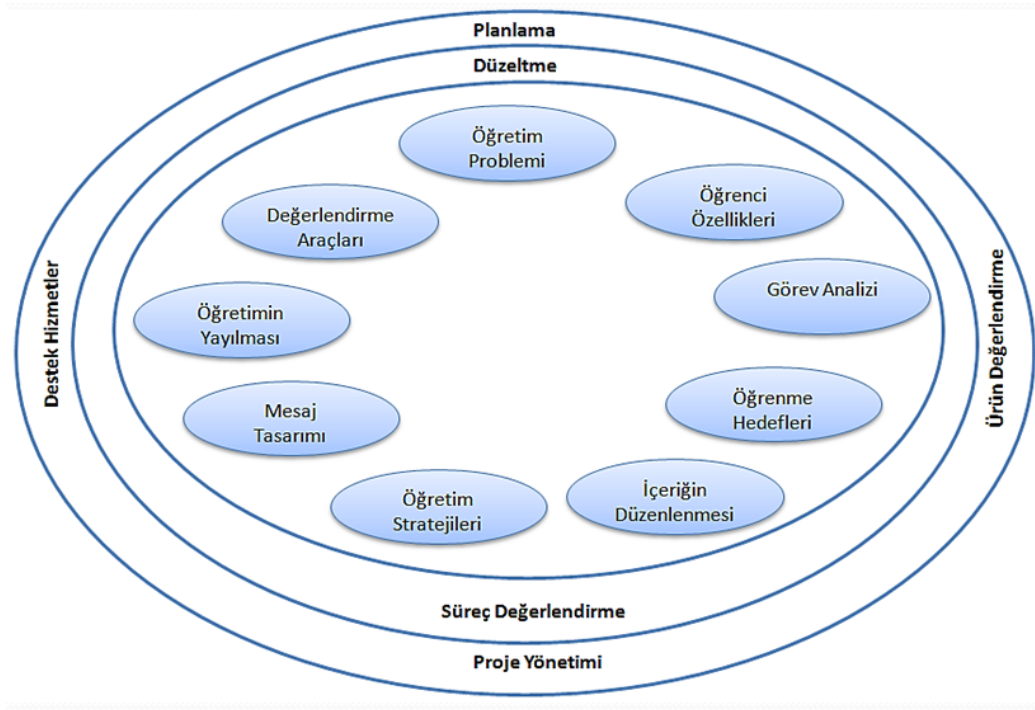 Planlama
Düzeltme
Öğretim
Problemi
Öğrenci
Özellikleri
Değerlendirme
Araçları
Görev Analizi
Öğretimin
Yayılması
Destek Hizmetler
Ürün Değerlendirme
Öğrenme
Hedefleri
Mesaj
Tasarımı
İçeriğin
Düzenlenmesi
Öğretim
Stratejileri
Süreç Değerlendirme
Proje Yönetimi